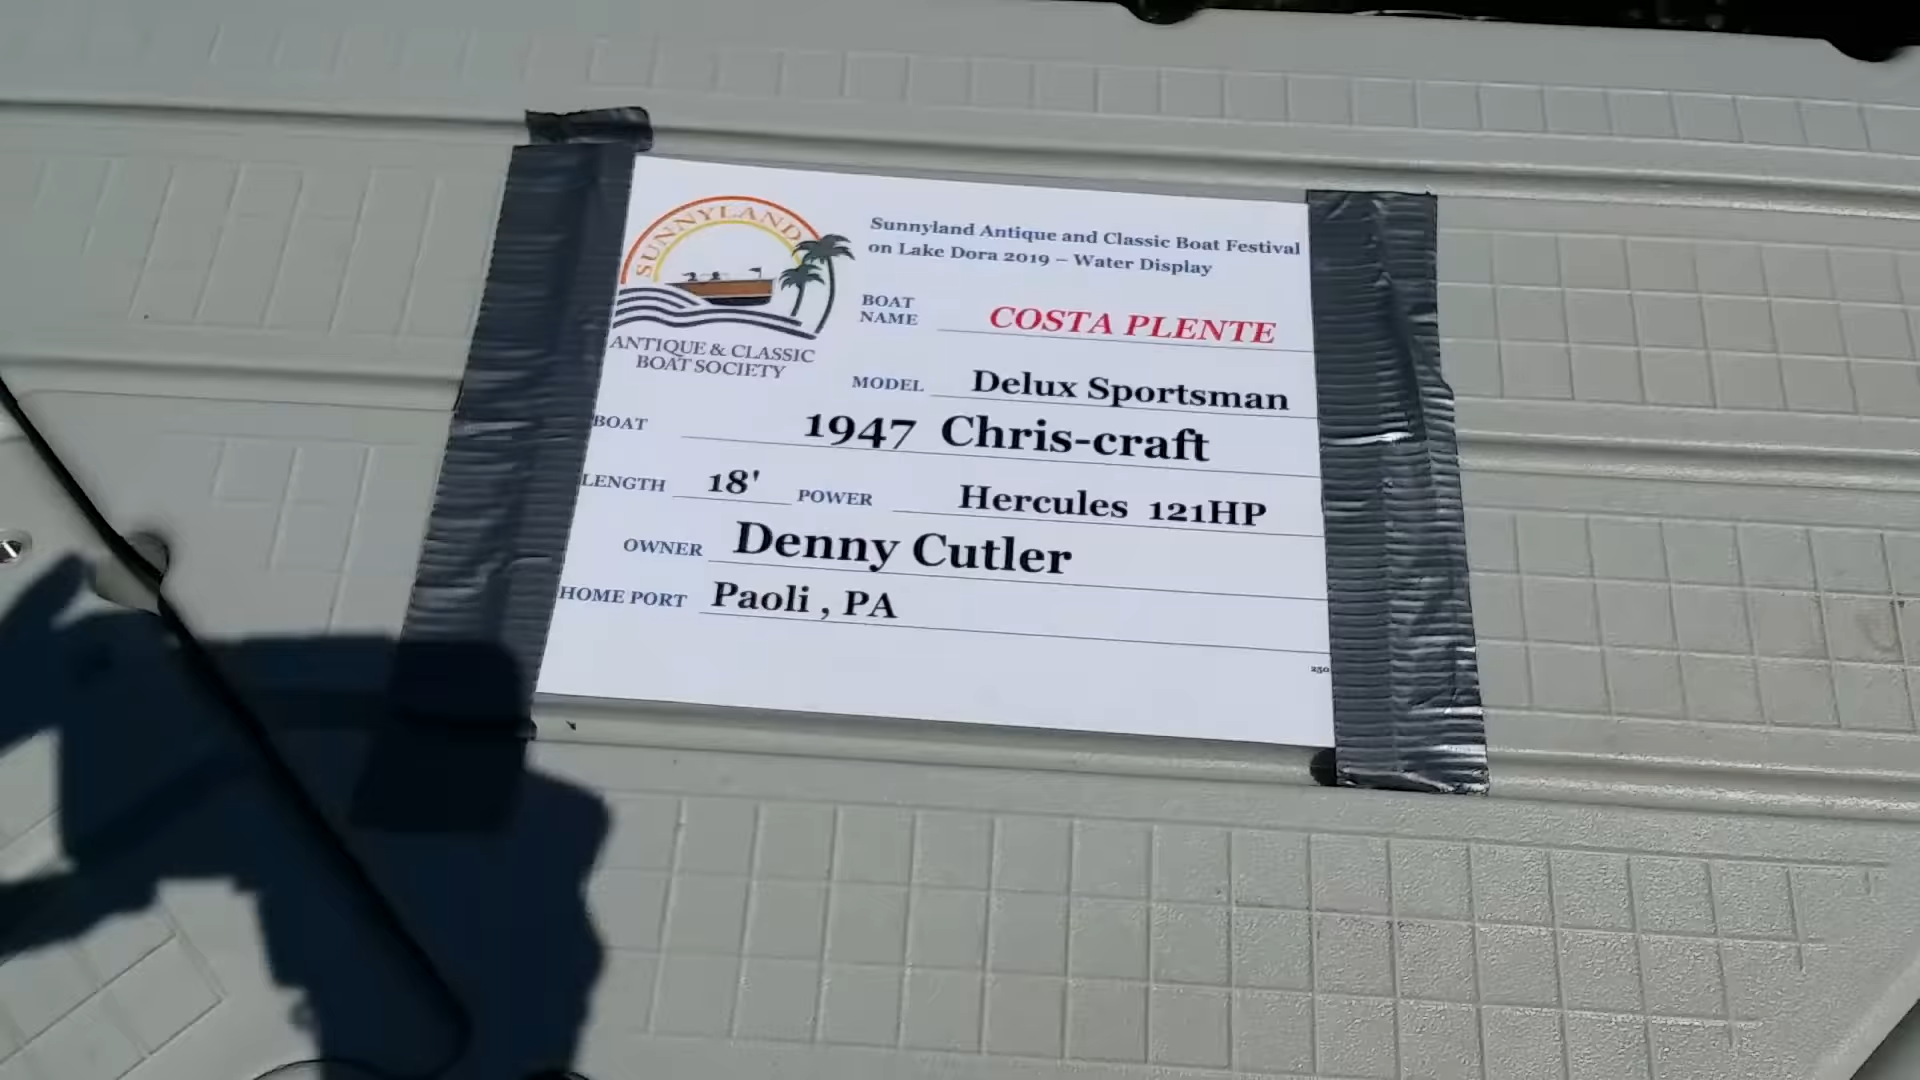 SUNNYLAND
ANTIQUE & CLASSIC
BOAT SOCIETY
Sunnyland Antique and Classic Boat Festival
on Lake Dora 2019 – Water Display
BOAT
NAME COSTA PLENTE
MODEL Delux Sportsman
BOAT 1947 Chris-craft
LENGTH 18' POWER Hercules 121HP
OWNER Denny Cutler
HOME PORT Paoli , PA
250